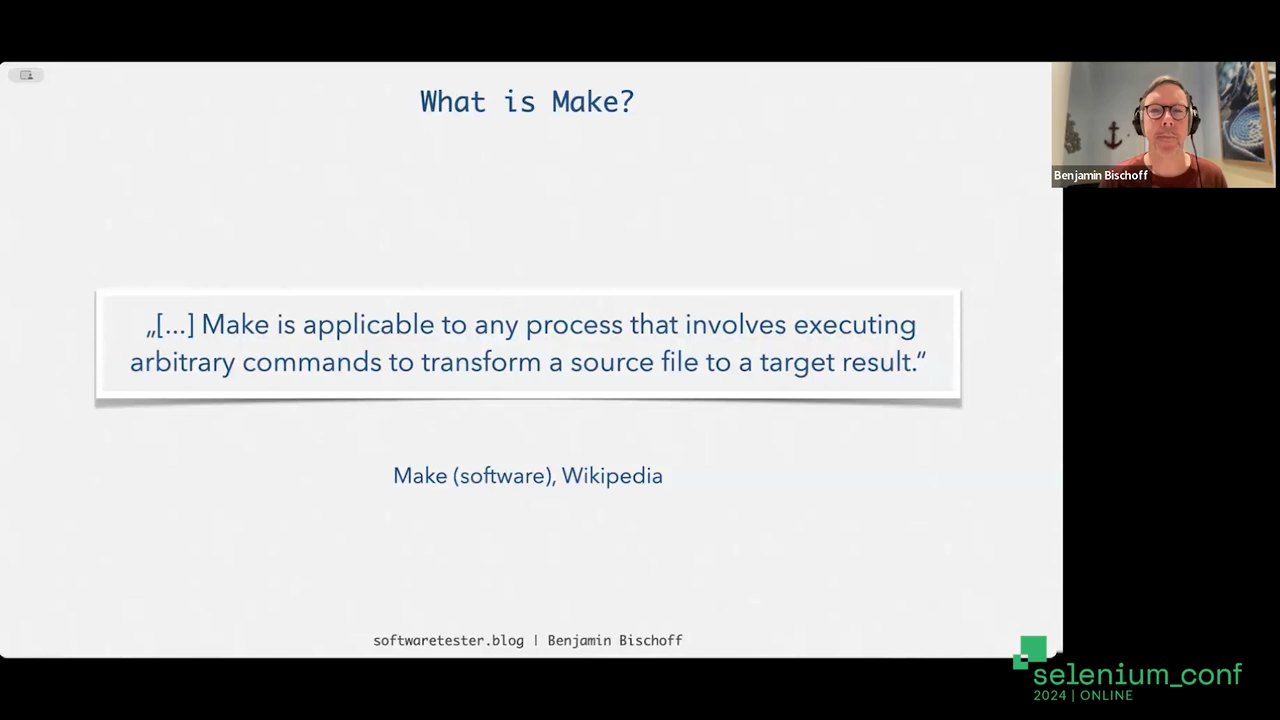 What is Make?
Benjamin Bischoff
„[...] Make is applicable to any process that involves executing
arbitrary commands to transform a source file to a target result.“
Make (software), Wikipedia
softwaretester.blog | Benjamin Bischoff
selenium_conf
2024 | ONLINE